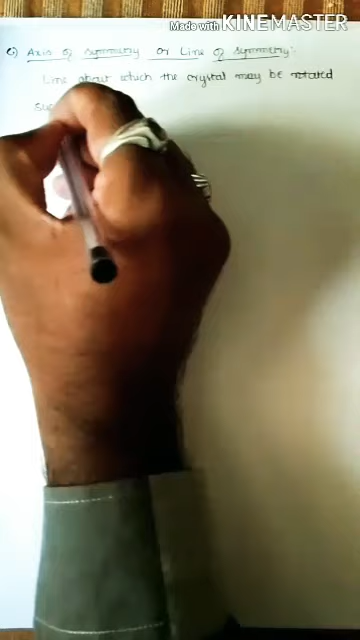 Made with KINEMASTER
c) Axis of symmetry or Line of symmetry:
Line about which the crystal may be rotated